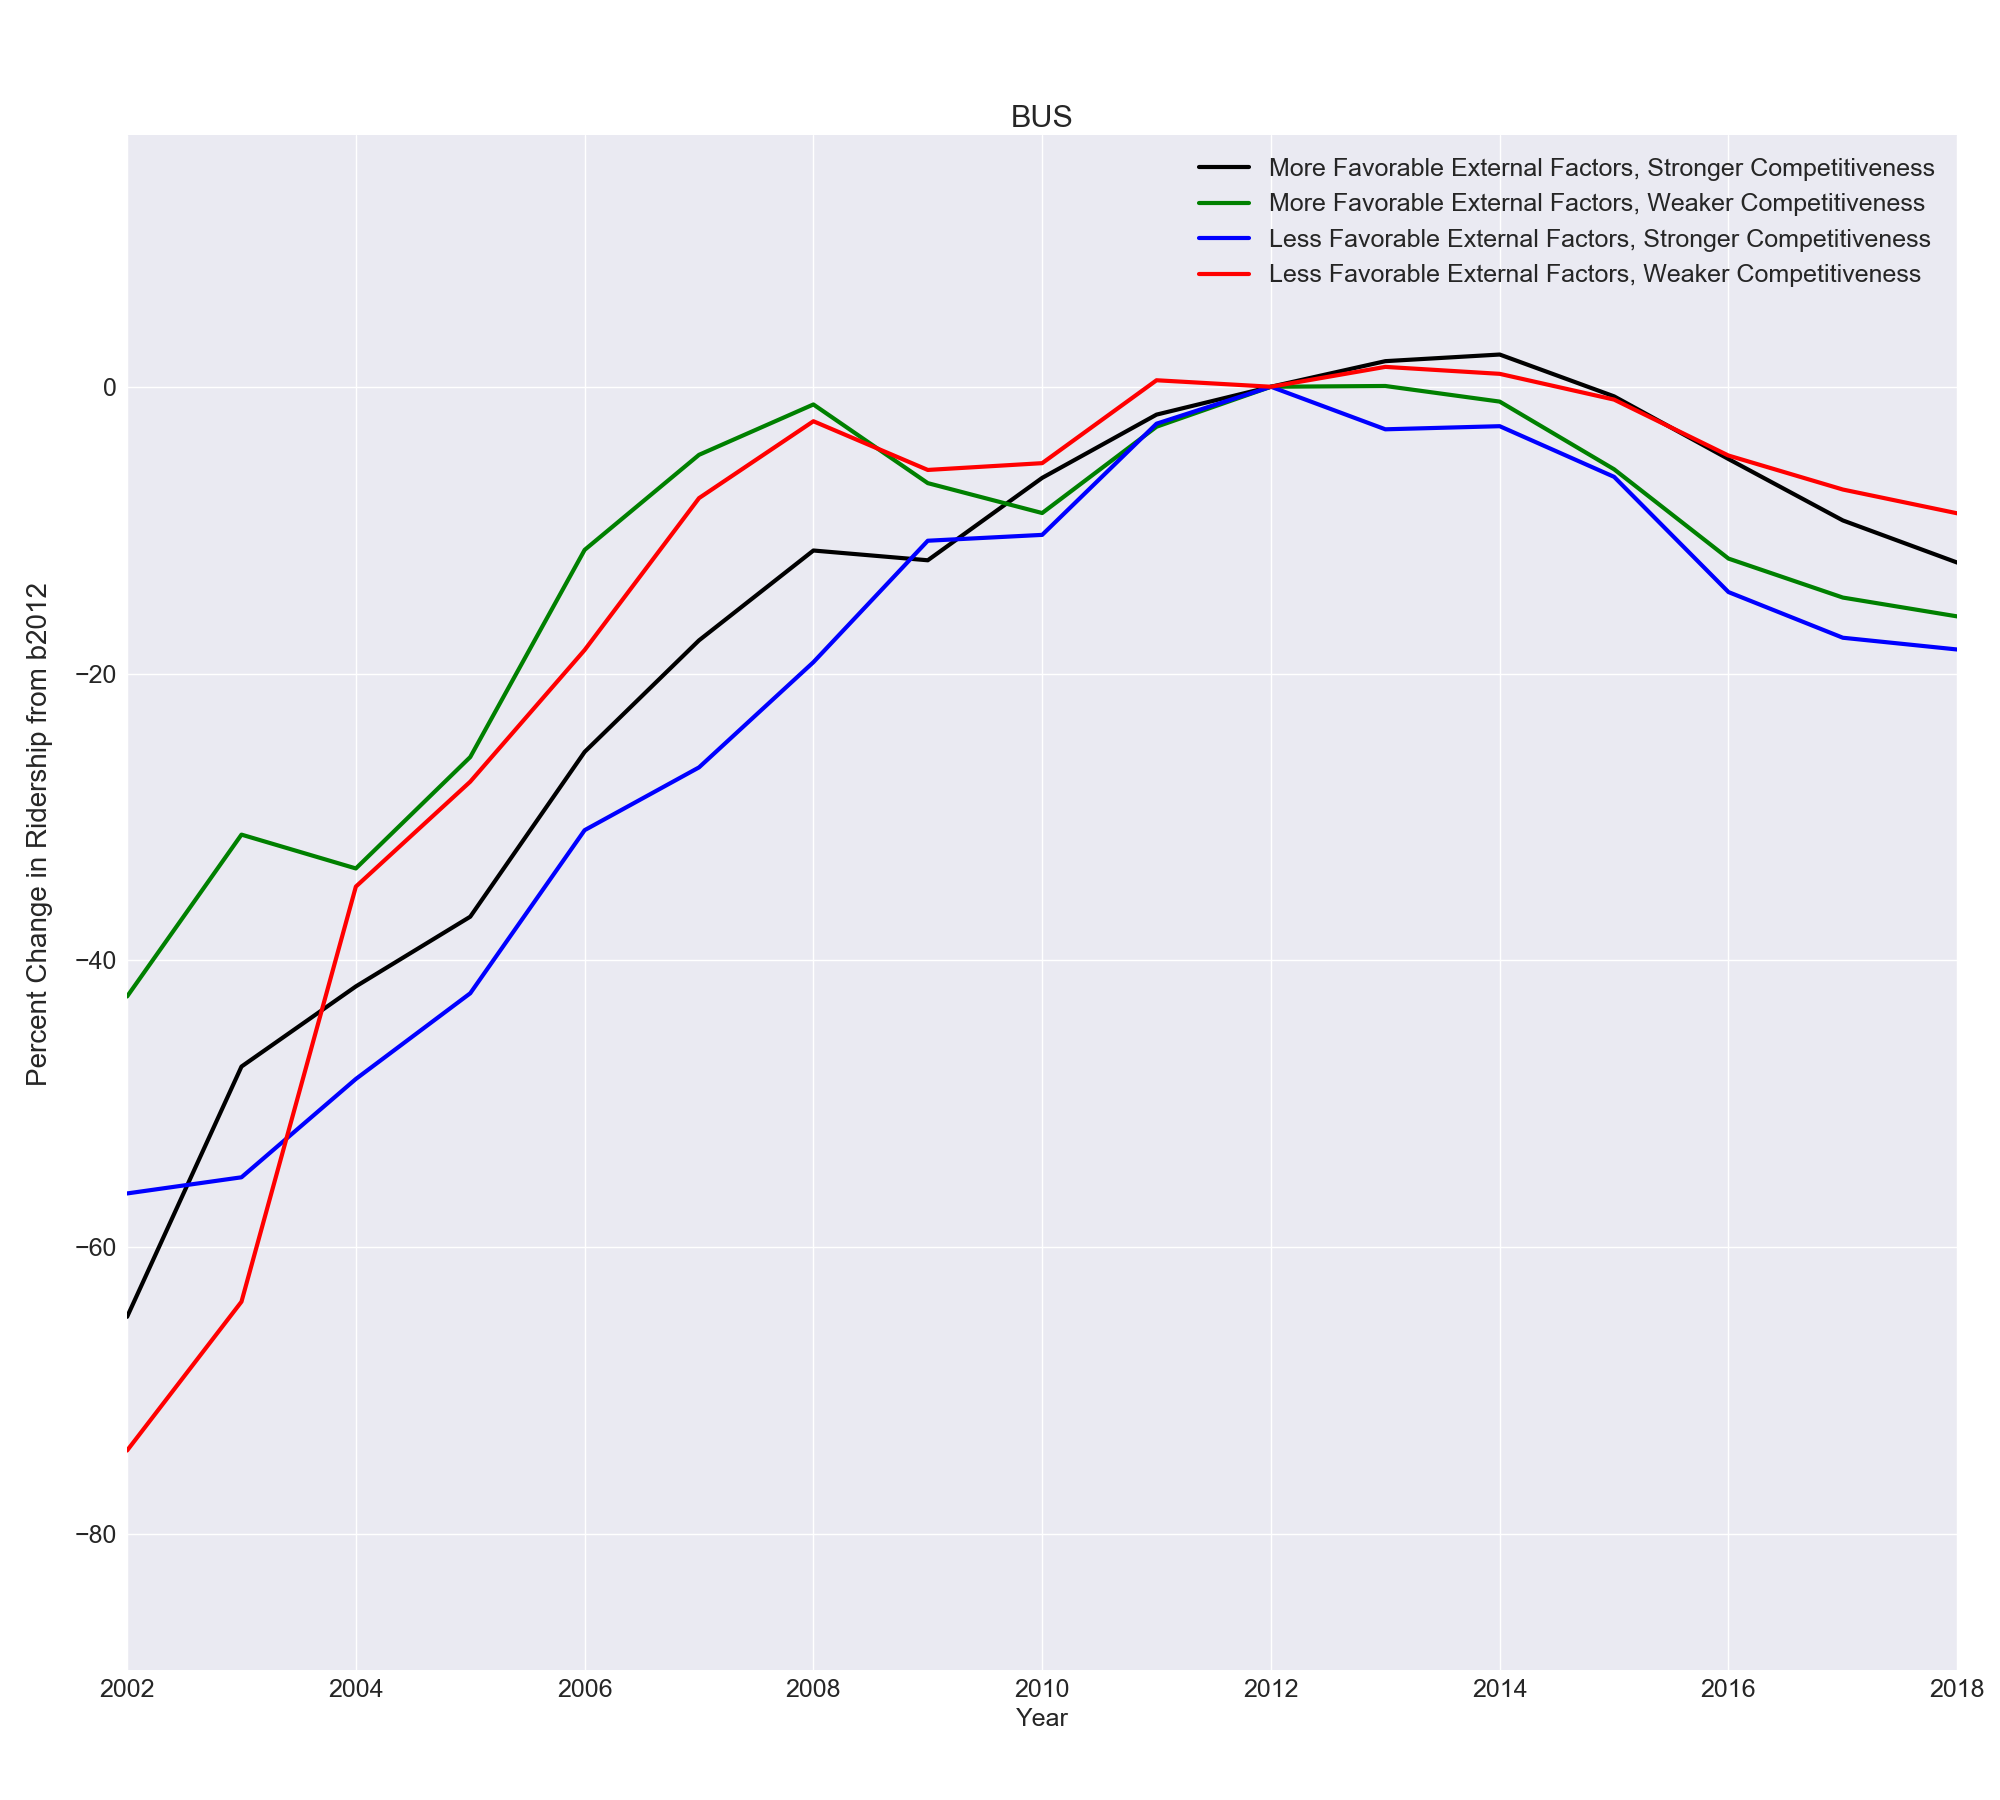 BUS
More Favorable External Factors, Stronger Competitiveness
More Favorable External Factors, Weaker Competitiveness
Less Favorable External Factors, Stronger Competitiveness
Less Favorable External Factors, Weaker Competitiveness
Percent Change in Ridership from b2012
0
−20
−40
−60
−80
2002 2004 2006 2008 2010 2012 2014 2016 2018
Year